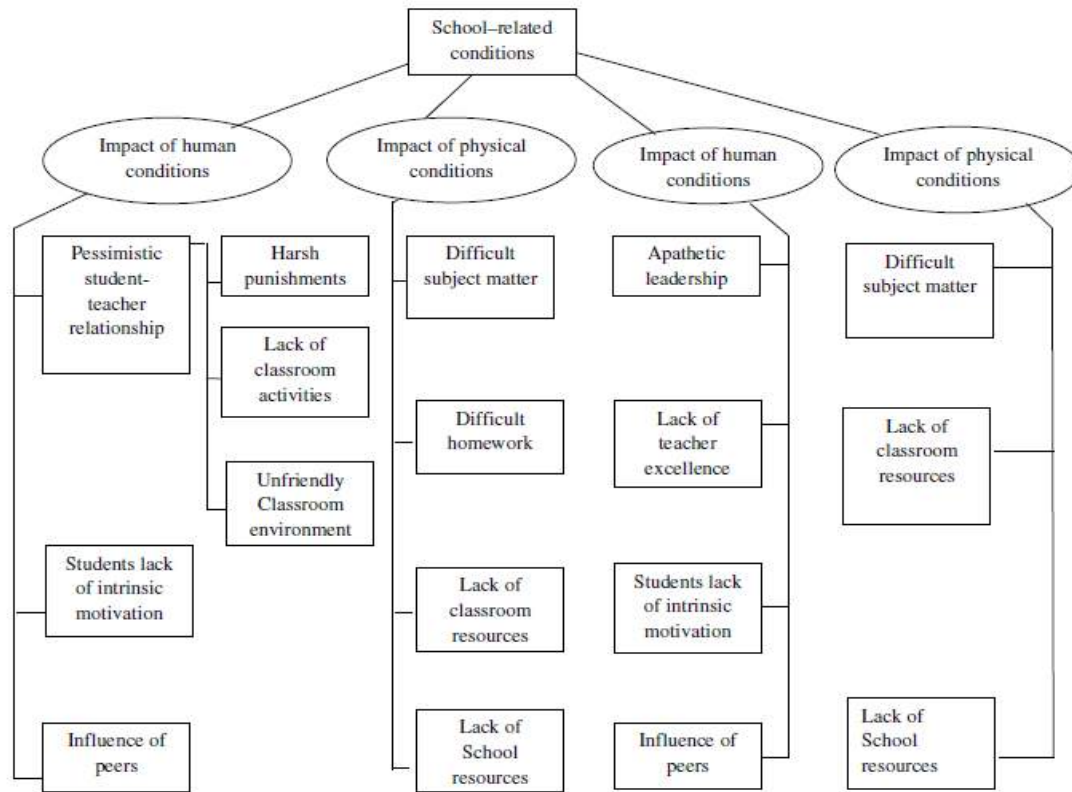 School–related
conditions
Impact of human
conditions
Impact of physical
conditions
Impact of human
conditions
Impact of physical
conditions
Pessimistic
student-
teacher
relationship
Harsh
punishments
Lack of
classroom
activities
Unfriendly
Classroom
environment
Students lack
of intrinsic
motivation
Influence of
peers
Difficult
subject matter
Difficult
homework
Lack of
classroom
resources
Lack of
School
resources
Apathetic
leadership
Lack of
teacher
excellence
Students lack
of intrinsic
motivation
Influence of
peers
Difficult
subject matter
Lack of
classroom
resources
Lack of
School
resources